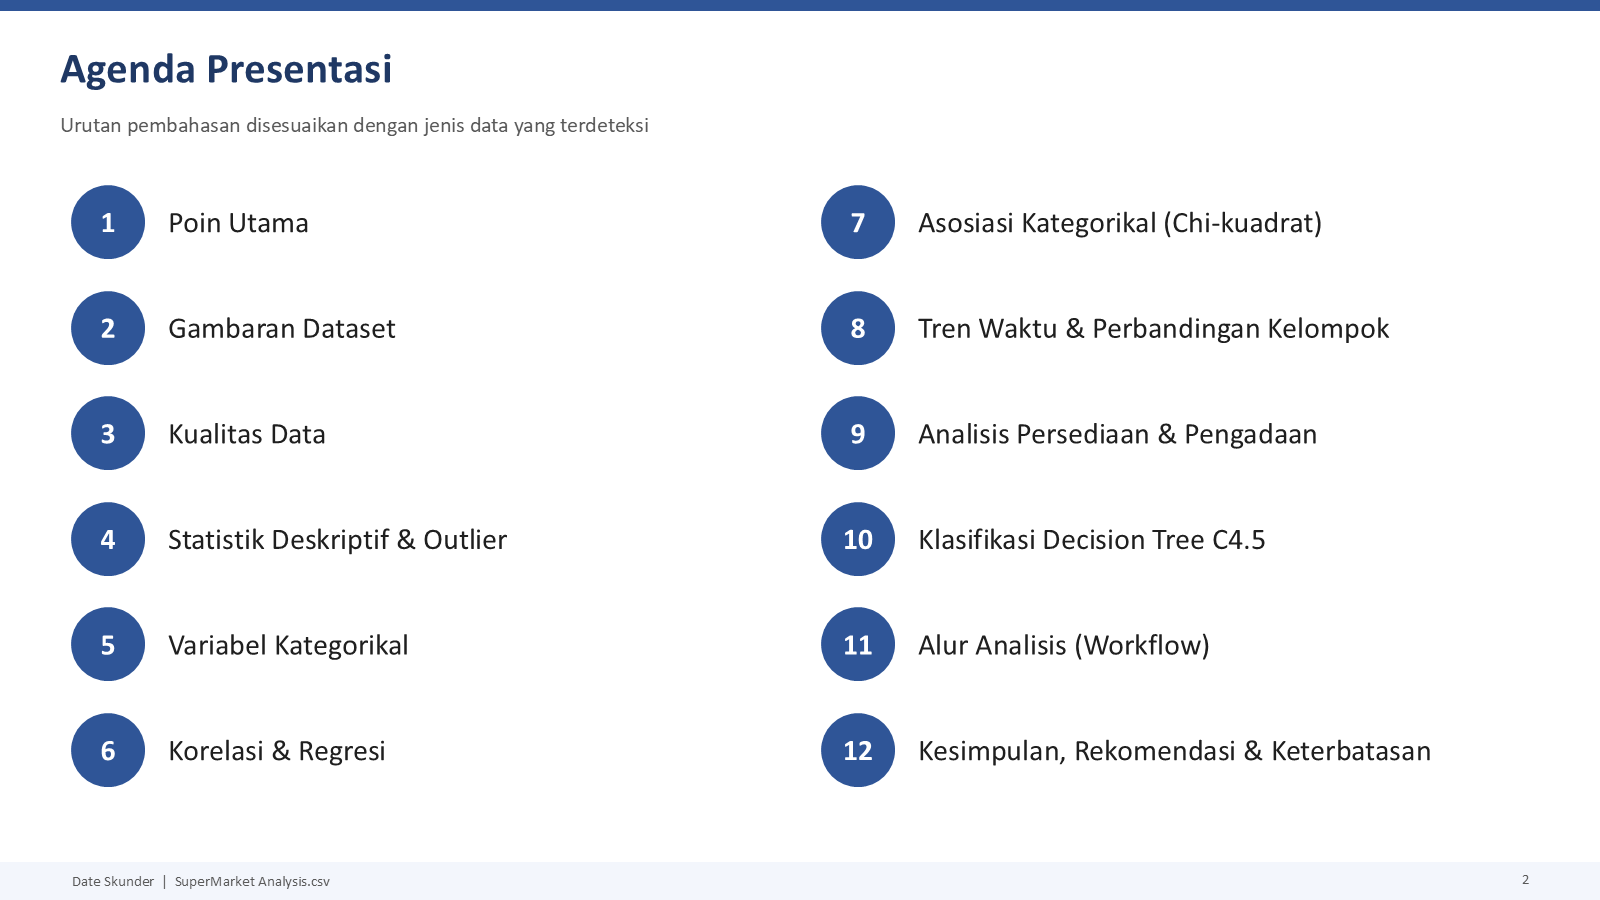 Agenda Presentasi
Urutan pembahasan disesuaikan dengan jenis data yang terdeteksi
1 Poin Utama
2 Gambaran Dataset
3 Kualitas Data
4 Statistik Deskriptif & Outlier
5 Variabel Kategorikal
6 Korelasi & Regresi
7 Asosiasi Kategorikal (Chi-kuadrat)
8 Tren Waktu & Perbandingan Kelompok
9 Analisis Persediaan & Pengadaan
10 Klasifikasi Decision Tree C4.5
11 Alur Analisis (Workflow)
12 Kesimpulan, Rekomendasi & Keterbatasan
Date Skunder | SuperMarket Analysis.csv
2